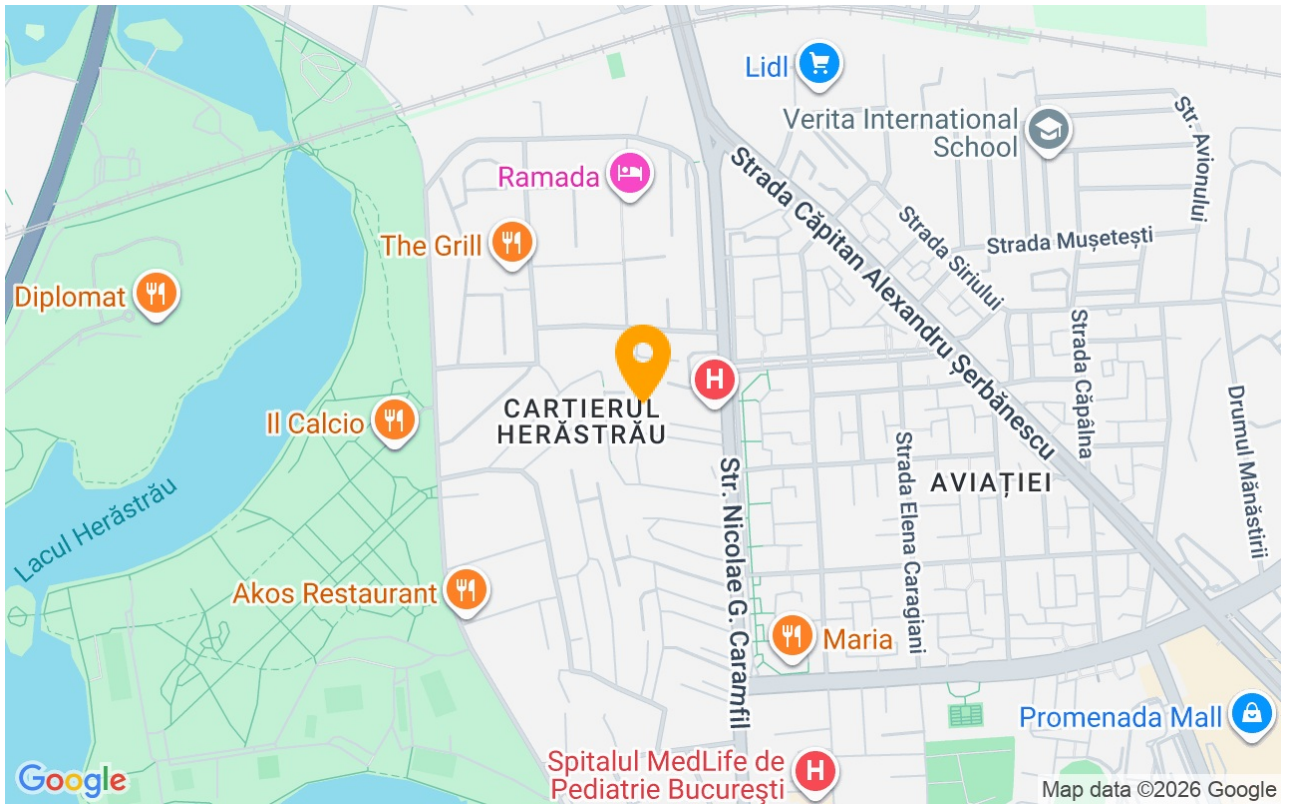 Lidl
Verita International
School
Str. Avionului
Ramada
Strada Căpitan Alexandru Șerbănescu
Strada Siriului
Strada Mușetești
The Grill
Diplomat
H
Strada Căpâlna
CARTIERUL
HERĂSTRĂU
Il Calcio
Drumul Mănăstirii
Str. Nicolae G. Caramfil
Strada Elena Caragiani
AVIAȚIEI
Lacul Herăstrău
Akos Restaurant
Maria
Promenada Mall
Spitalul MedLife de
Pediatrie București
H
Google
Map data ©2026 Google